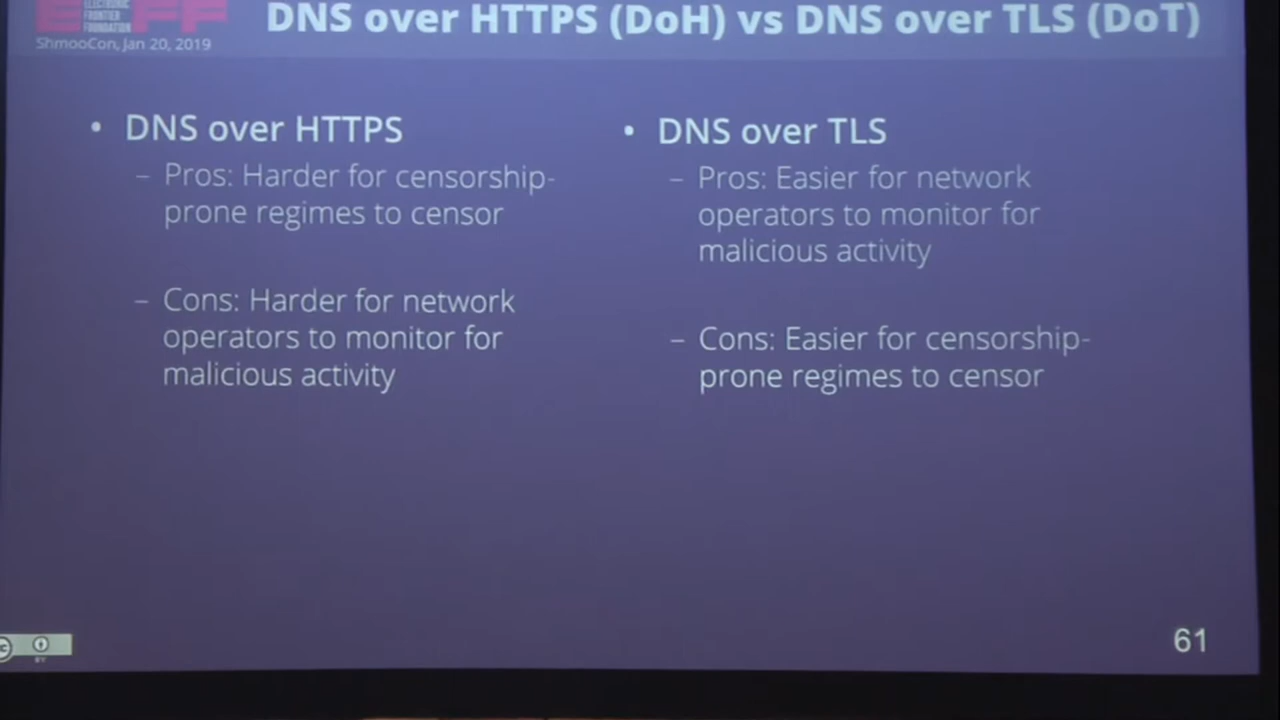 ELECTRONIC
FRONTIER
FOUNDATION
EFF
ShmooCon, Jan 20, 2019
DNS over HTTPS (DoH) vs DNS over TLS (DoT)
• DNS over HTTPS
– Pros: Harder for censorship-
prone regimes to censor
– Cons: Harder for network
operators to monitor for
malicious activity
• DNS over TLS
– Pros: Easier for network
operators to monitor for
malicious activity
– Cons: Easier for censorship-
prone regimes to censor
cc
BY
61